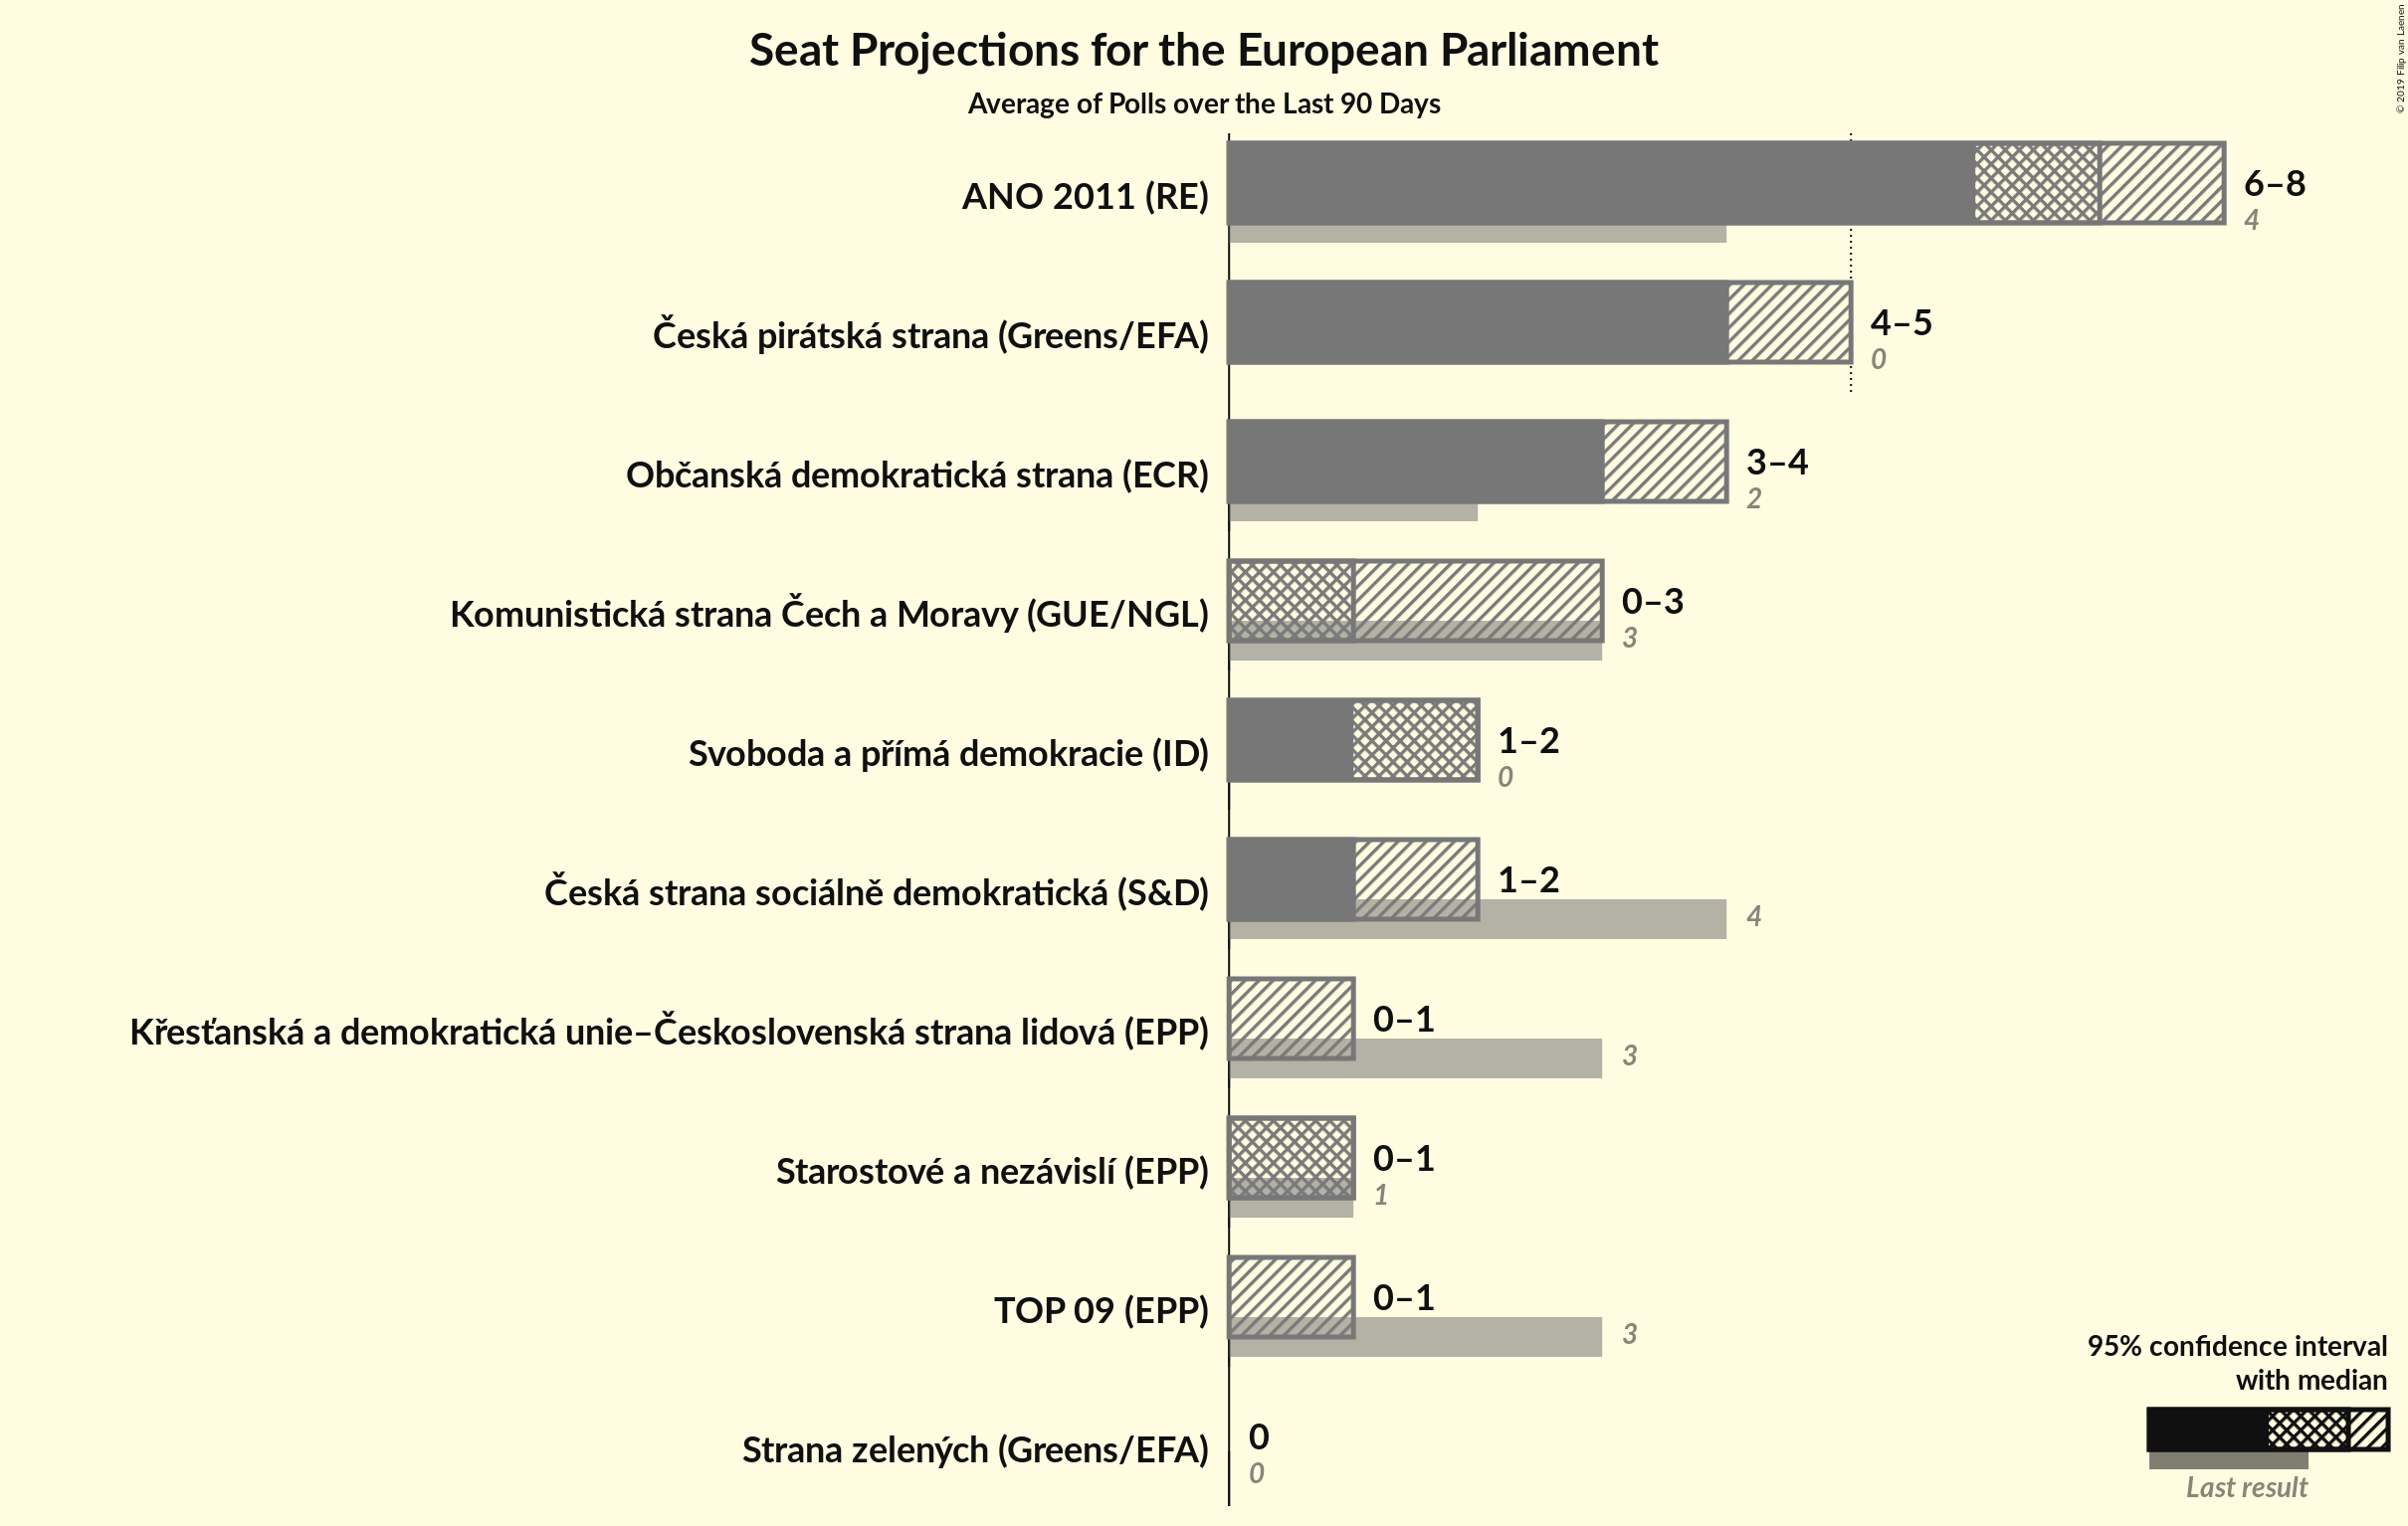 Seat Projections for the European Parliament
Average of Polls over the Last 90 Days
© 2019 Filip van Laenen
ANO 2011 (RE)
6–8
4
Česká pirátská strana (Greens/EFA)
4–5
0
Občanská demokratická strana (ECR)
3–4
2
Komunistická strana Čech a Moravy (GUE/NGL)
0–3
3
Svoboda a přímá demokracie (ID)
1–2
0
Česká strana sociálně demokratická (S&D)
1–2
4
Křesťanská a demokratická unie–Československá strana lidová (EPP)
0–1
3
Starostové a nezávislí (EPP)
0–1
1
TOP 09 (EPP)
0–1
3
Strana zelených (Greens/EFA)
0
0
95% confidence interval
with median
Last result